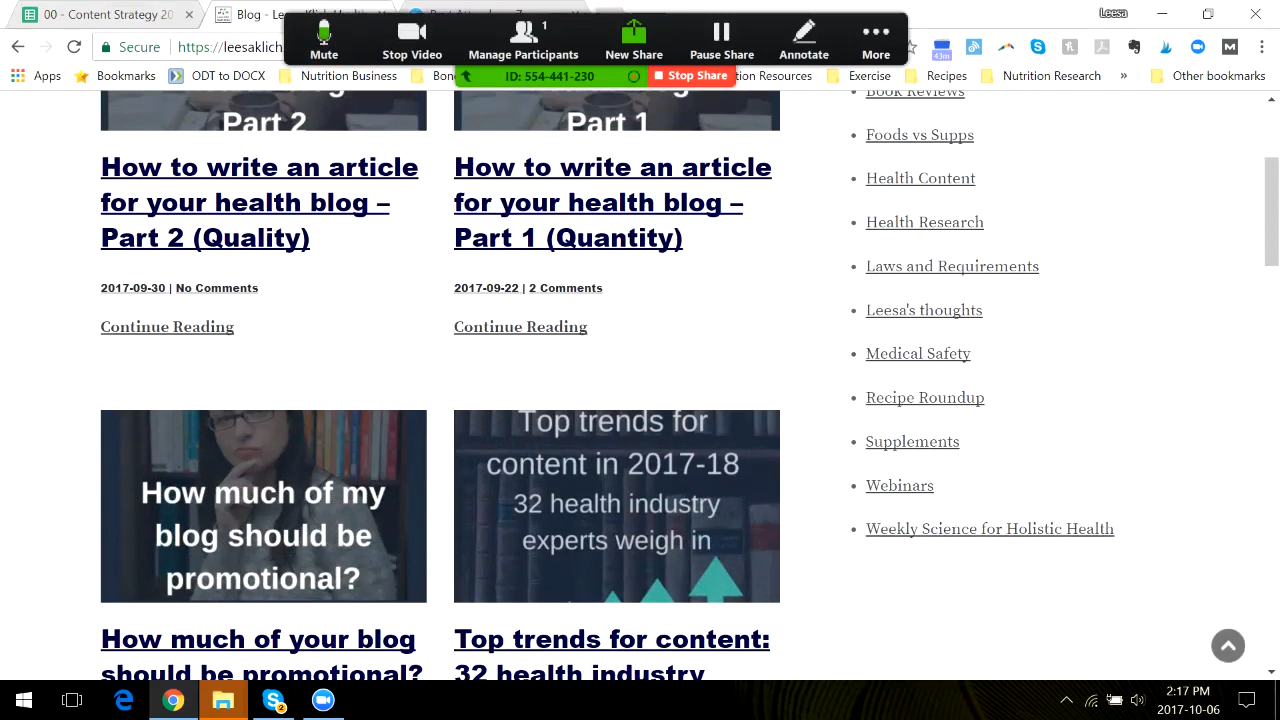 00 - Content Strategy 20
Blog - Lee
Leesa
Mute
Stop Video
1
Manage Participants
New Share
Pause Share
Annotate
More
Secure
https://leesaklich
43m
ID: 554-441-230
Stop Share
Apps
Bookmarks
ODT to DOCX
Nutrition Business
Bon
tion Resources
Exercise
Recipes
Nutrition Research
»
Other bookmarks
Part 2
Part 1
How to write an article
for your health blog –
Part 2 (Quality)
2017-09-30 | No Comments
Continue Reading
How to write an article
for your health blog –
Part 1 (Quantity)
2017-09-22 | 2 Comments
Continue Reading
How much of my
blog should be
promotional?
Top trends for
content in 2017-18
32 health industry
experts weigh in
How much of your blog
should be promotional?
Top trends for content:
32 health industry
Book Reviews
Foods vs Supps
Health Content
Health Research
Laws and Requirements
Leesa's thoughts
Medical Safety
Recipe Roundup
Supplements
Webinars
Weekly Science for Holistic Health
2
2:17 PM
2017-10-06